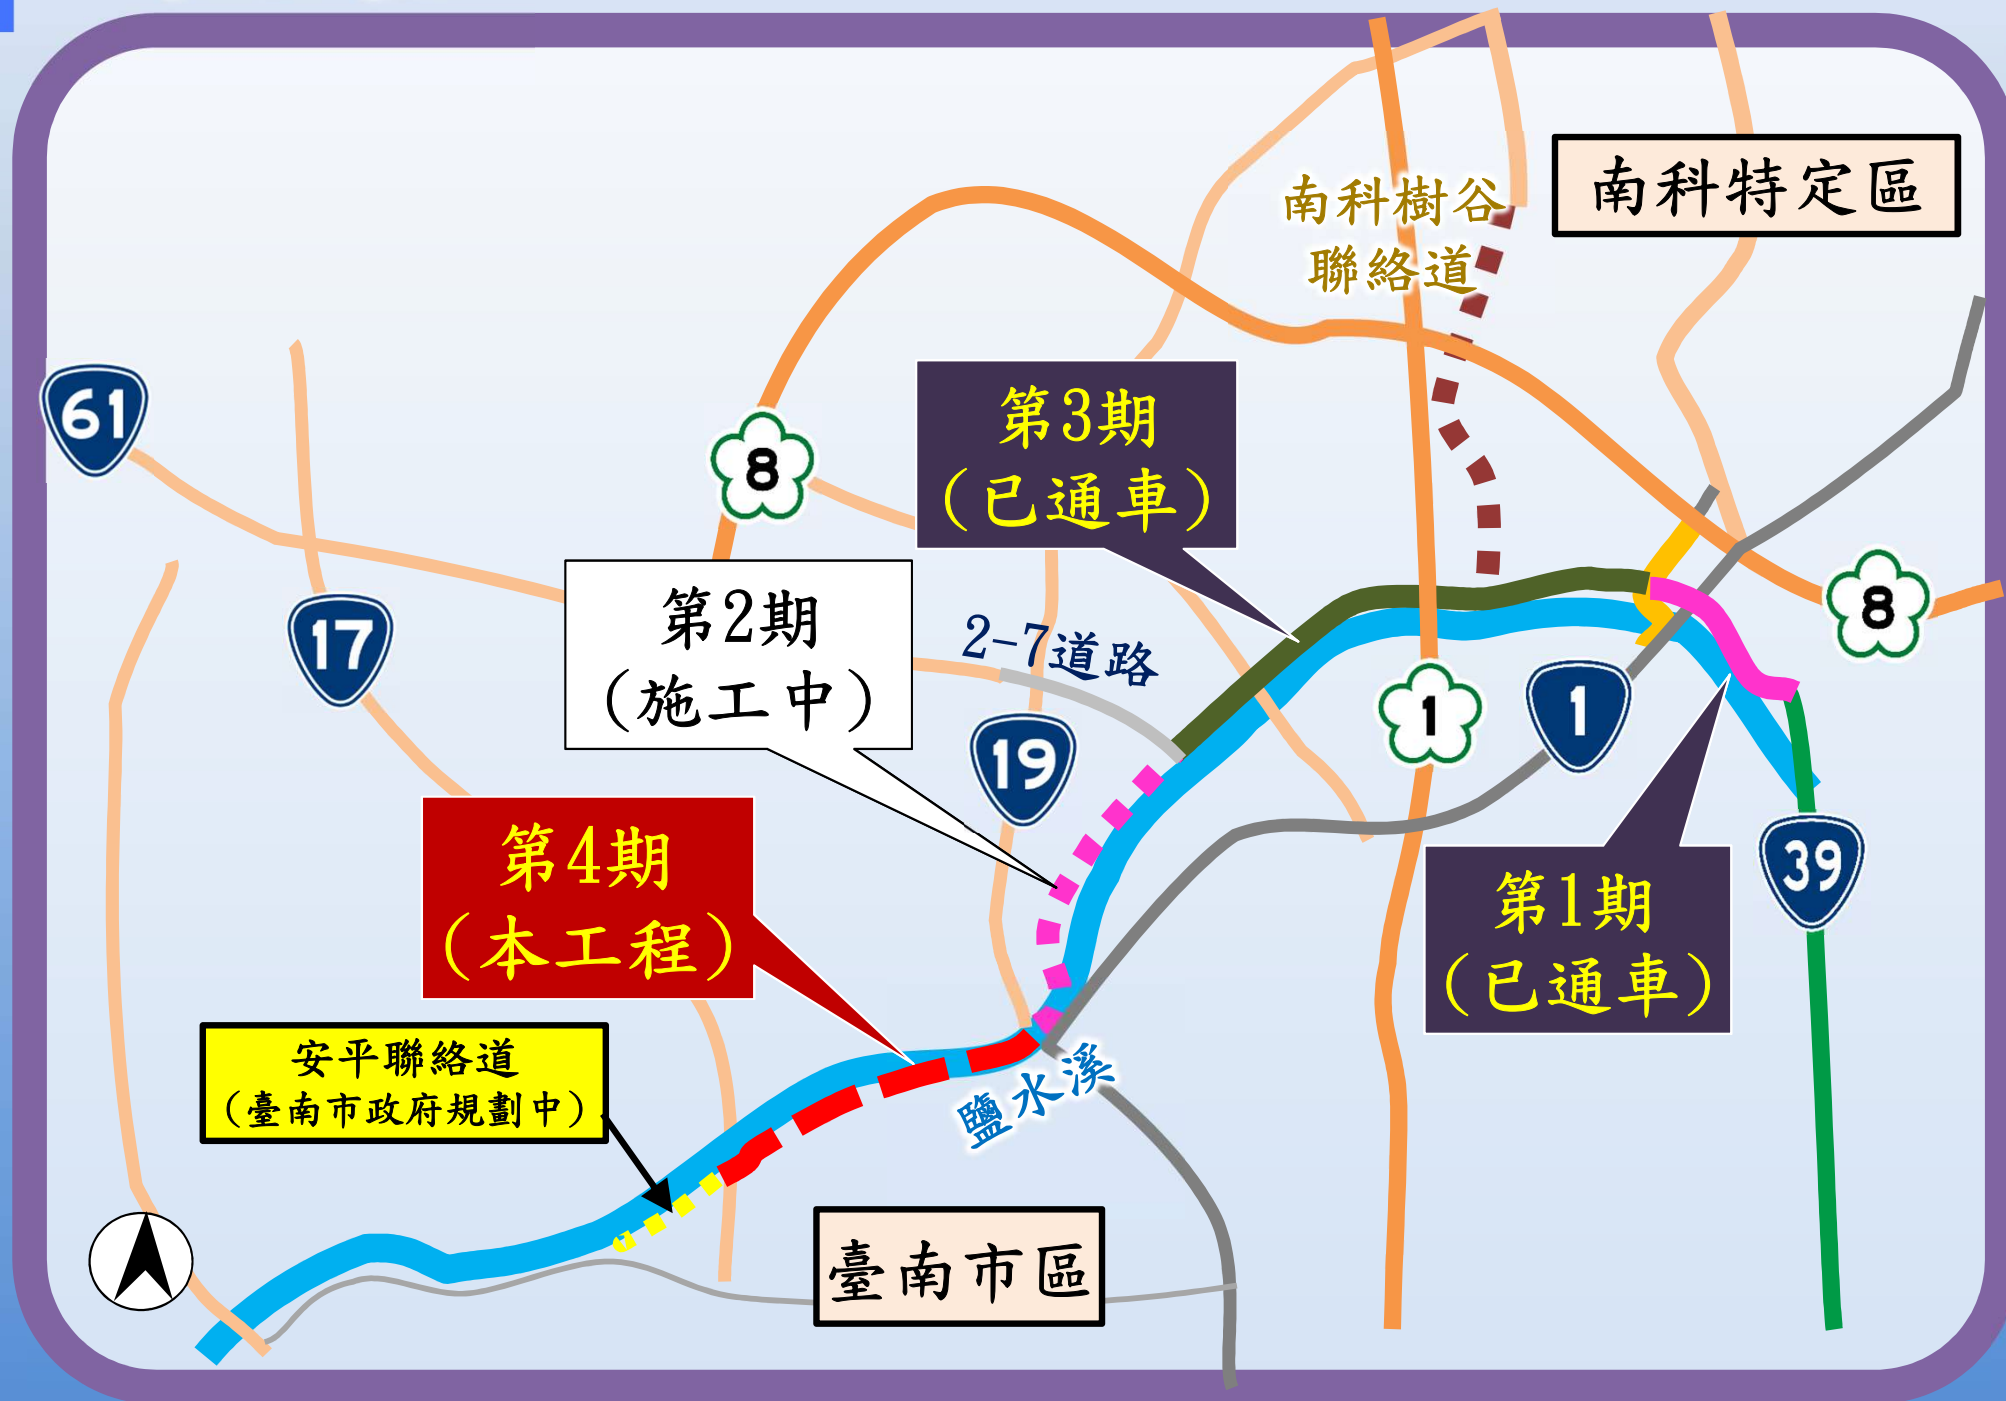 南科特定區
南科樹谷
聯絡道
61
8
第3期
(已通車)
17
第2期
(施工中)
2-7道路
19
1
1
8
39
第4期
(本工程)
第1期
(已通車)
安平聯絡道
(臺南市政府規劃中)
鹽水溪
臺南市區